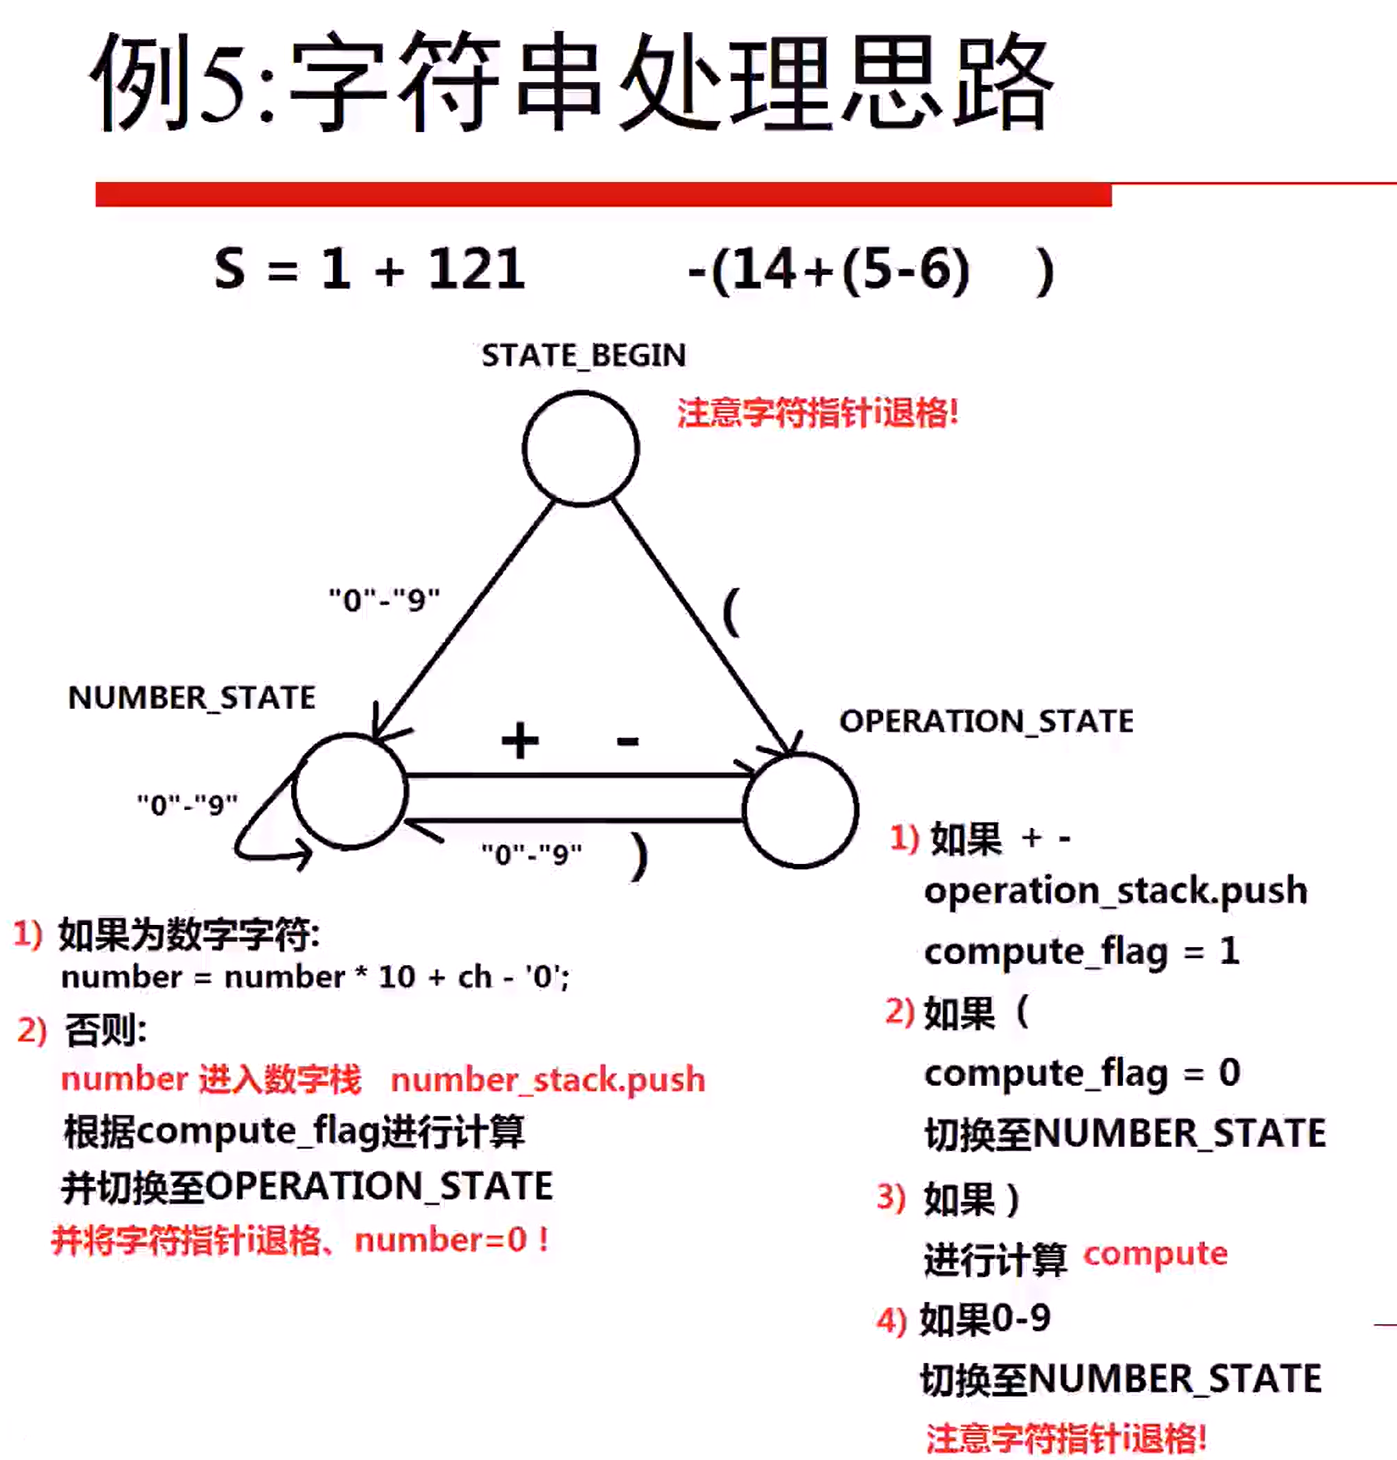 例5:字符串处理思路
S = 1 + 121 -(14+(5-6) )
STATE_BEGIN
注意字符指针i退格!
"0"-"9"
(
NUMBER_STATE
OPERATION_STATE
+ -
"0"-"9"
"0"-"9" )
1) 如果为数字字符:
number = number * 10 + ch - '0';
2) 否则:
number 进入数字栈 number_stack.push
根据compute_flag进行计算
并切换至OPERATION_STATE
并将字符指针i退格、number=0 !
1) 如果 + -
operation_stack.push
compute_flag = 1
2) 如果 (
compute_flag = 0
切换至NUMBER_STATE
3) 如果 )
进行计算 compute
4) 如果0-9
切换至NUMBER_STATE
注意字符指针i退格!